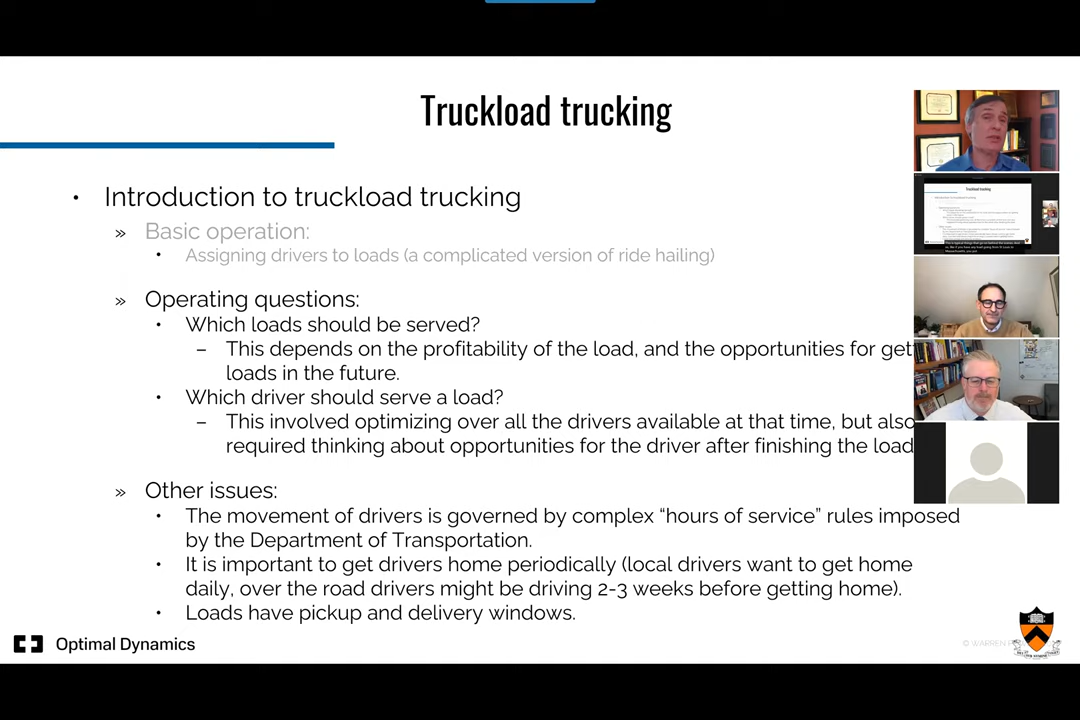 Truckload trucking
• Introduction to truckload trucking
» Basic operation:
• Assigning drivers to loads (a complicated version of ride hailing)
» Operating questions:
• Which loads should be served?
– This depends on the profitability of the load, and the opportunities for
loads in the future.
• Which driver should serve a load?
– This involved optimizing over all the drivers available at that time, but also
required thinking about opportunities for the driver after finishing the load
» Other issues:
• The movement of drivers is governed by complex “hours of service” rules imposed
by the Department of Transportation.
• It is important to get drivers home periodically (local drivers want to get home
daily, over the road drivers might be driving 2-3 weeks before getting home).
• Loads have pickup and delivery windows.
Optimal Dynamics
© WARREN